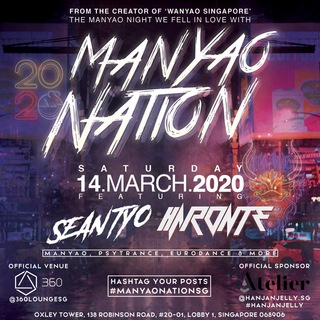 FROM THE CREATOR OF 'WANYAO SINGAPORE'
THE MANYAO NIGHT WE FELL IN LOVE WITH
2020
MANYAO
NATION
SATURDAY
14.MARCH.2020
FEATURING
SEANTYO
MANYAO, PSYTRANCE, EURODANCE & MORE
OFFICIAL VENUE
360
@360LOUNGESG
HASHTAG YOUR POSTS
#MANYAONATIONSG
OFFICIAL SPONSOR
Atelier
@HANJANJELLY.SG
#HANJANJELLY
OXLEY TOWER, 138 ROBINSON ROAD, #20-01, LOBBY 1, SINGAPORE 068906